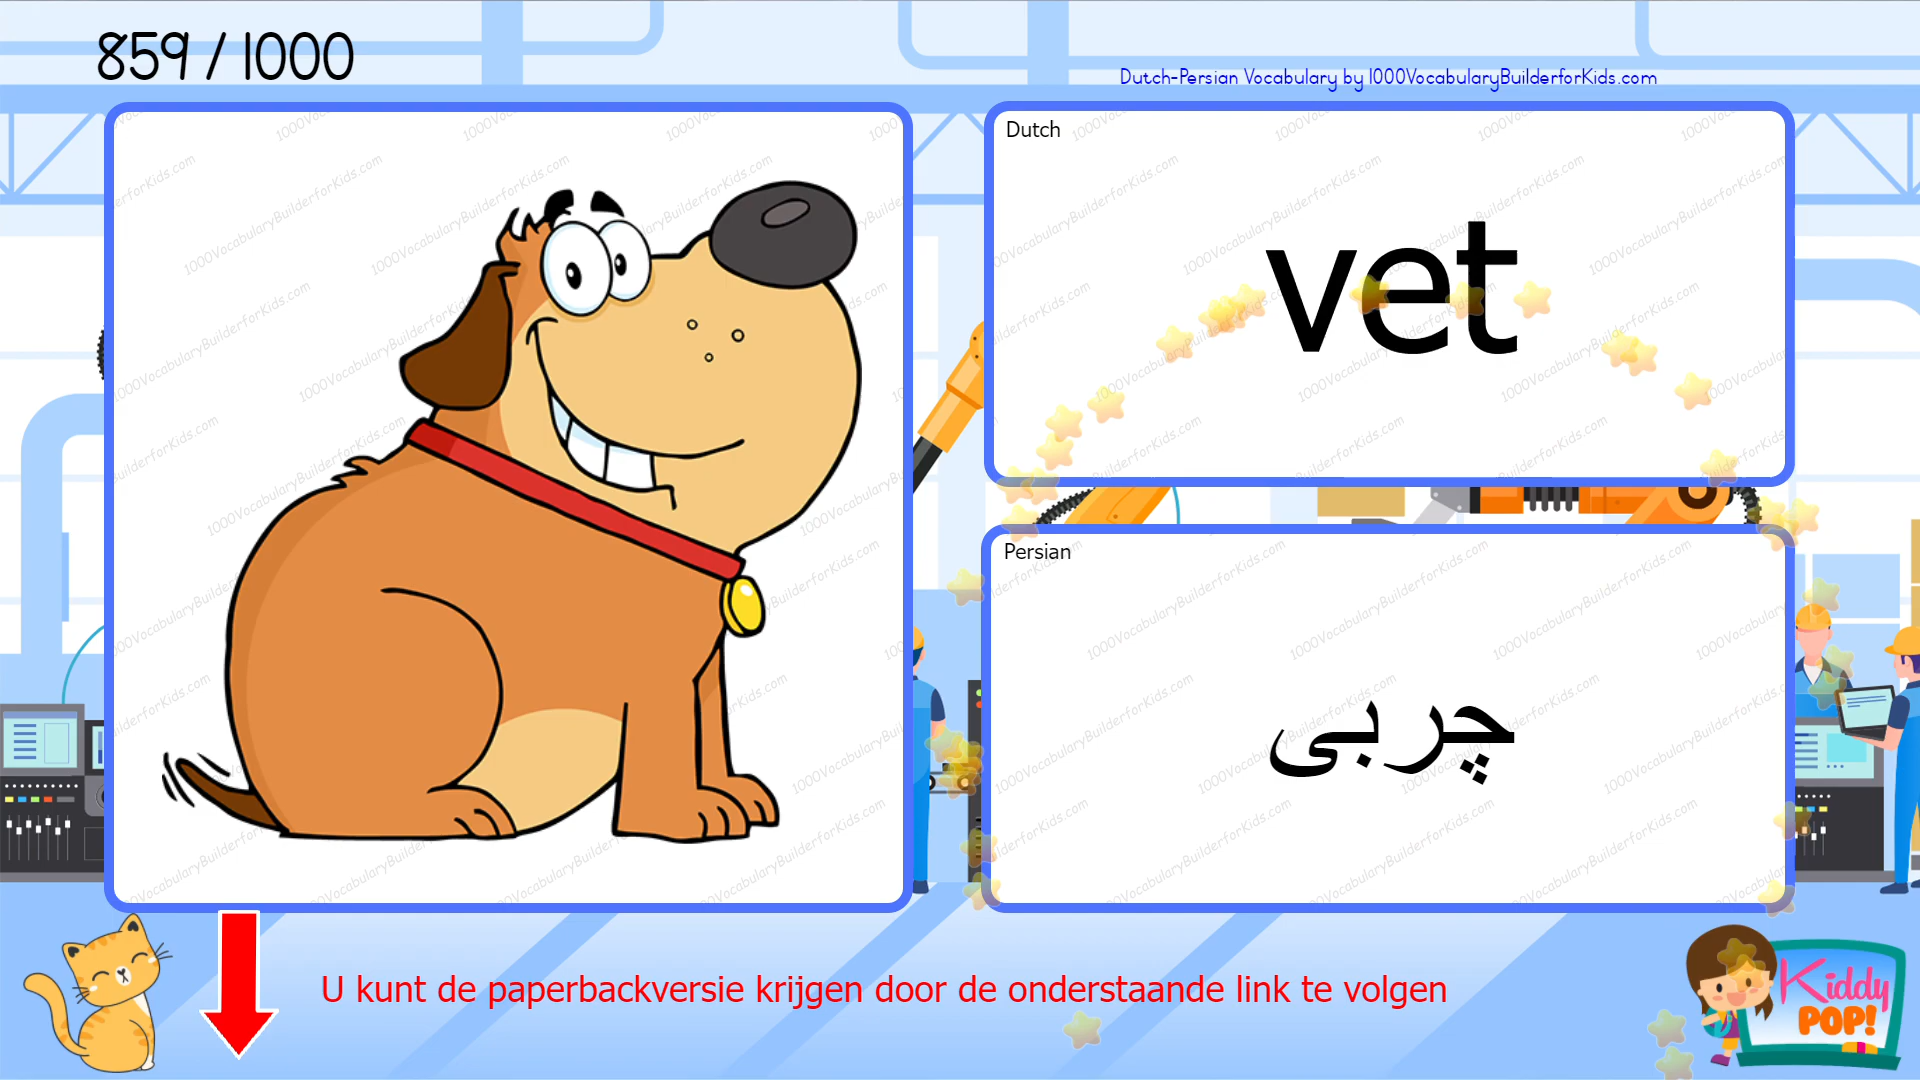 859 / 1000
Dutch-Persian Vocabulary by 1000VocabularyBuilderforKids.com
Dutch
vet
Persian
چربی
U kunt de paperbackversie krijgen door de onderstaande link te volgen
Kiddy
POP!